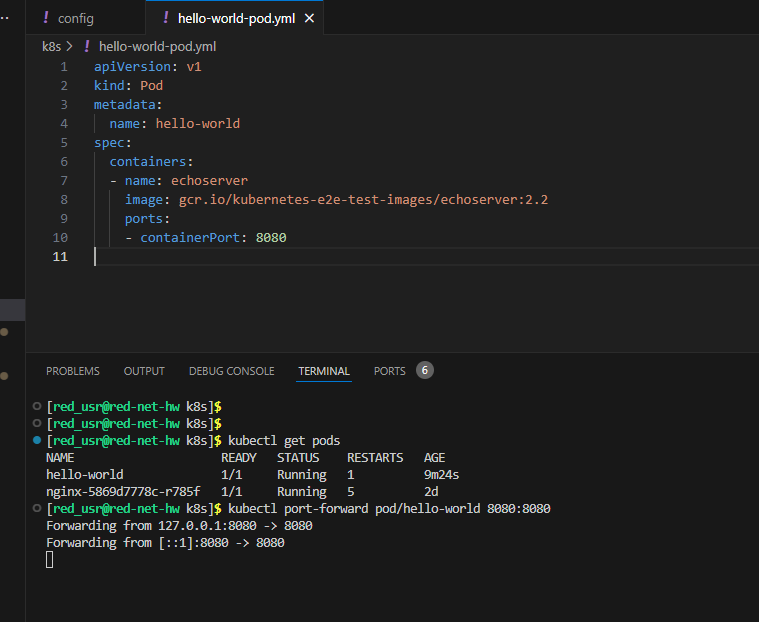 ! config ! hello-world-pod.yml ×
k8s > ! hello-world-pod.yml
1 apiVersion: v1
2 kind: Pod
3 metadata:
4   name: hello-world
5 spec:
6   containers:
7   - name: echoserver
8     image: gcr.io/kubernetes-e2e-test-images/echoserver:2.2
9     ports:
10     - containerPort: 8080
11
PROBLEMS OUTPUT DEBUG CONSOLE TERMINAL PORTS 6
[red_usr@red-net-hw k8s]$
[red_usr@red-net-hw k8s]$
[red_usr@red-net-hw k8s]$ kubectl get pods
NAME                     READY   STATUS    RESTARTS   AGE
hello-world              1/1     Running   1          9m24s
nginx-5869d7778c-r785f   1/1     Running   5          2d
[red_usr@red-net-hw k8s]$ kubectl port-forward pod/hello-world 8080:8080
Forwarding from 127.0.0.1:8080 -> 8080
Forwarding from [::1]:8080 -> 8080